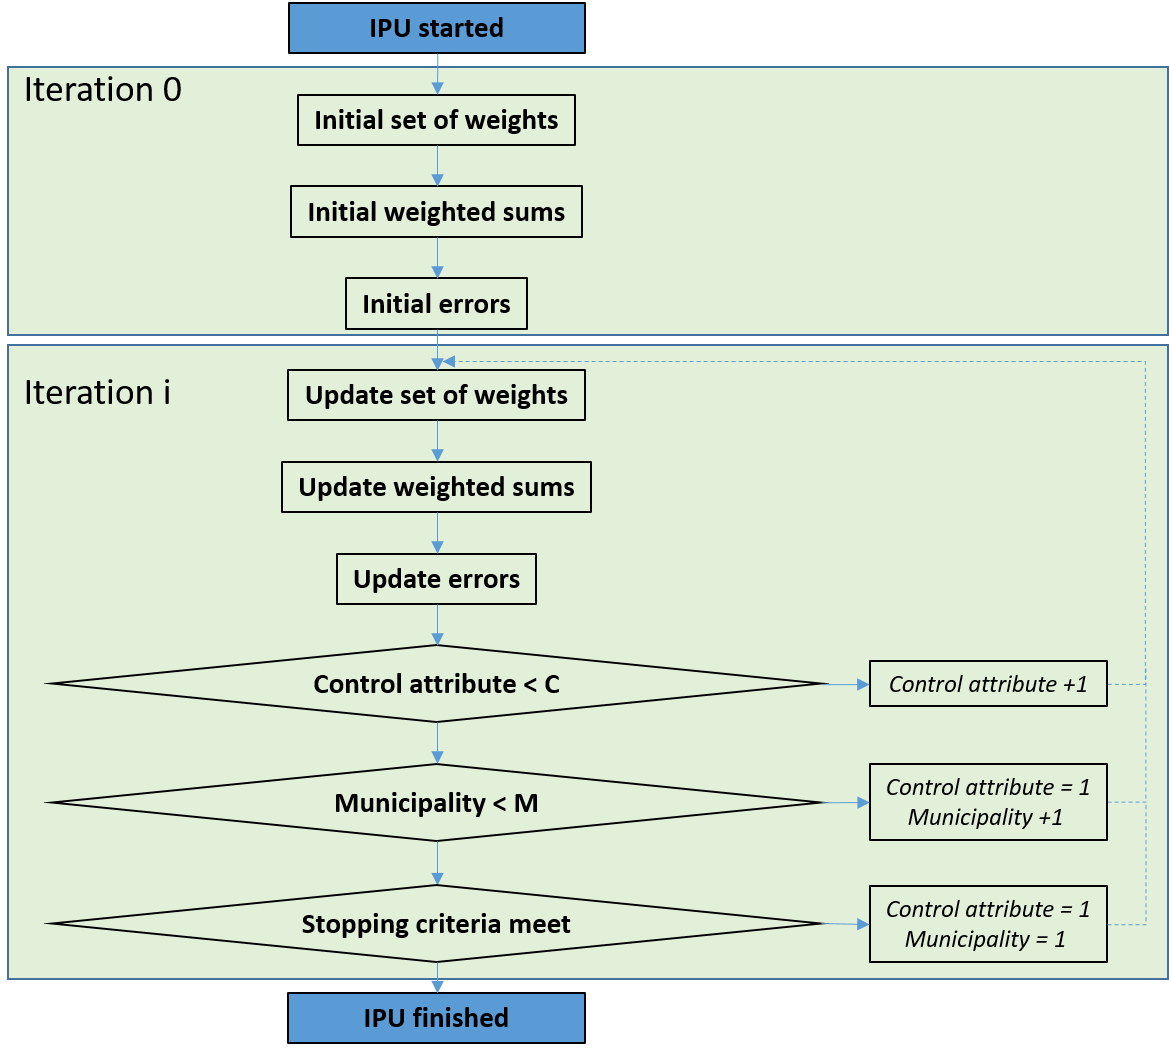 IPU started
Iteration 0
Initial set of weights
Initial weighted sums
Initial errors
Iteration i
Update set of weights
Update weighted sums
Update errors
Control attribute < C
Control attribute +1
Municipality < M
Control attribute = 1
Municipality +1
Stopping criteria meet
Control attribute = 1
Municipality = 1
IPU finished